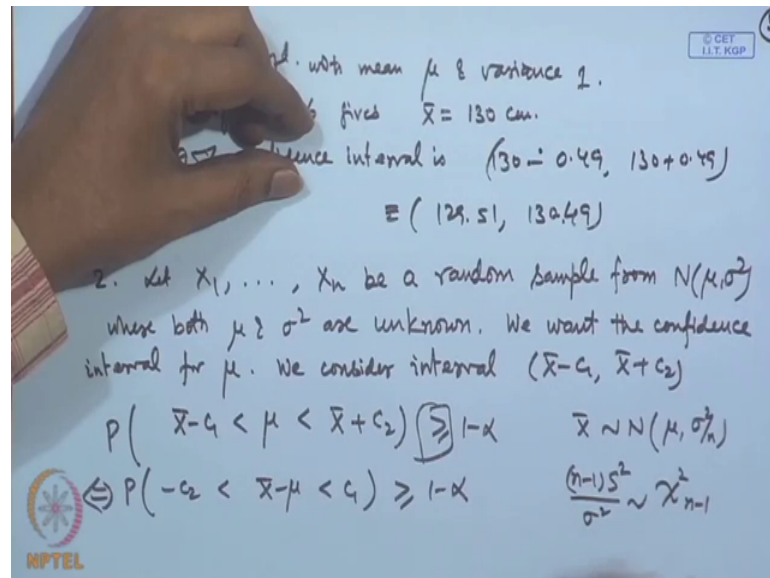 © CET
I.I.T. KGP
with mean μ & variance 1.
gives X̄ = 130 cm.
interval is (130 - 0.49, 130 + 0.49)
≡ (129.51, 130.49)
2. Let X₁, ..., Xₙ be a random sample from N(μ, σ²)
where both μ & σ² are unknown. We want the confidence
interval for μ. We consider interval (X̄-c₁, X̄+c₂)
P( X̄-c₁ < μ < X̄+c₂) ≥ 1-α X̄ ~ N(μ, σ²/n)
⇔ P(-c₂ < X̄-μ < c₁) ≥ 1-α (n-1)S²/σ² ~ χ²ₙ₋₁
NPTEL